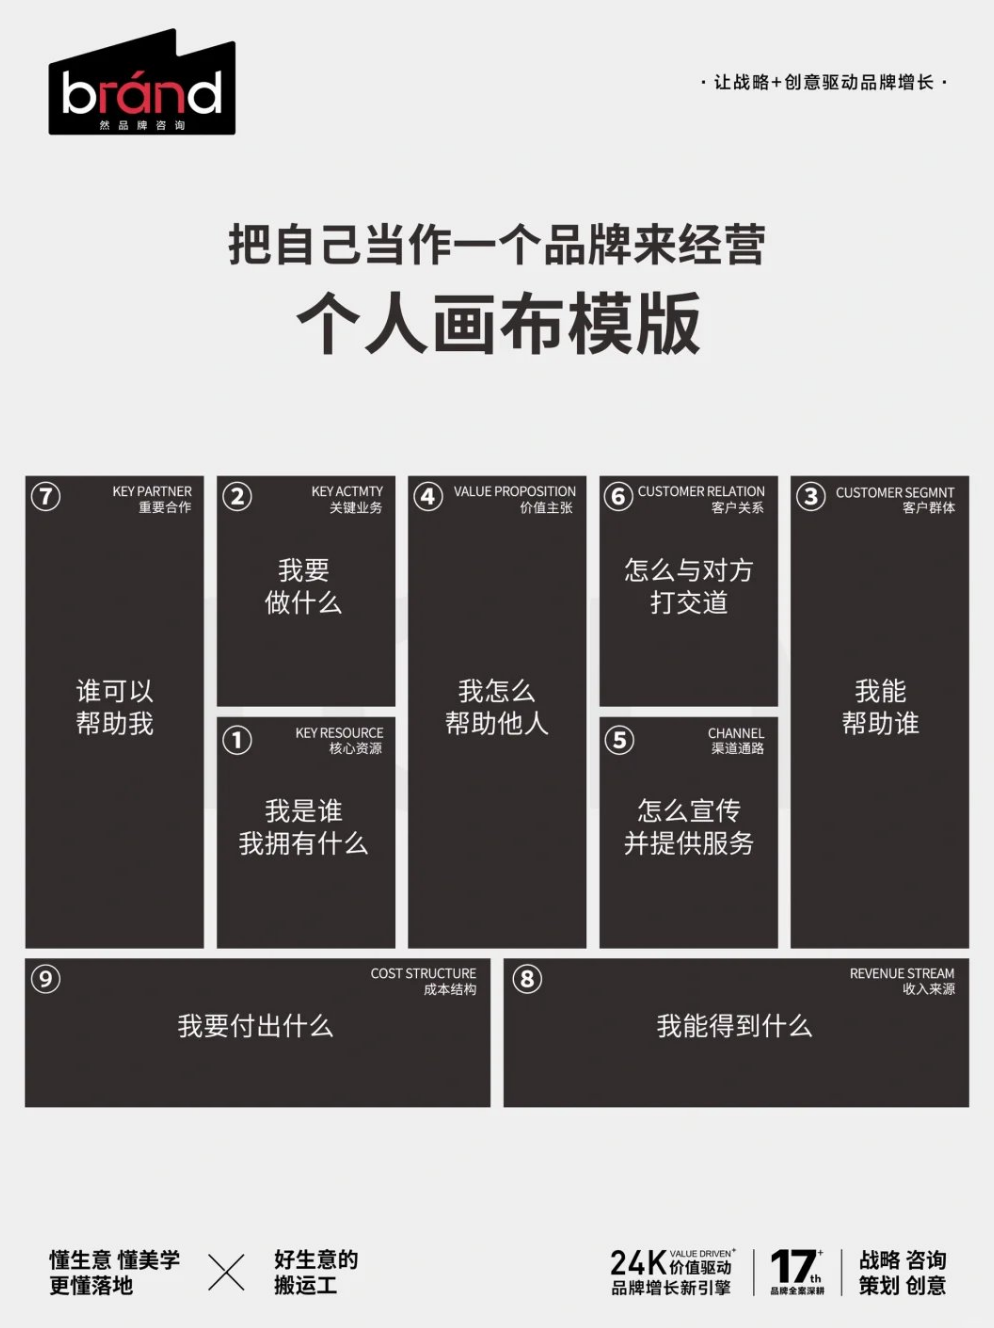 bránd
然品牌咨询
·让战略+创意驱动品牌增长·
把自己当作一个品牌来经营
个人画布模版
⑦
KEY PARTNER
重要合作
谁可以
帮助我
②
KEY ACTMTY
关键业务
我要
做什么
①
KEY RESOURCE
核心资源
我是谁
我拥有什么
④
VALUE PROPOSITION
价值主张
我怎么
帮助他人
⑥
CUSTOMER RELATION
客户关系
怎么与对方
打交道
⑤
CHANNEL
渠道通路
怎么宣传
并提供服务
③
CUSTOMER SEGMNT
客户群体
我能
帮助谁
⑨
COST STRUCTURE
成本结构
我要付出什么
⑧
REVENUE STREAM
收入来源
我能得到什么
懂生意 懂美学
更懂落地
好生意的
搬运工
24K VALUE DRIVEN+
价值驱动
品牌增长新引擎
17+th
品牌全案深耕
战略 咨询
策划 创意